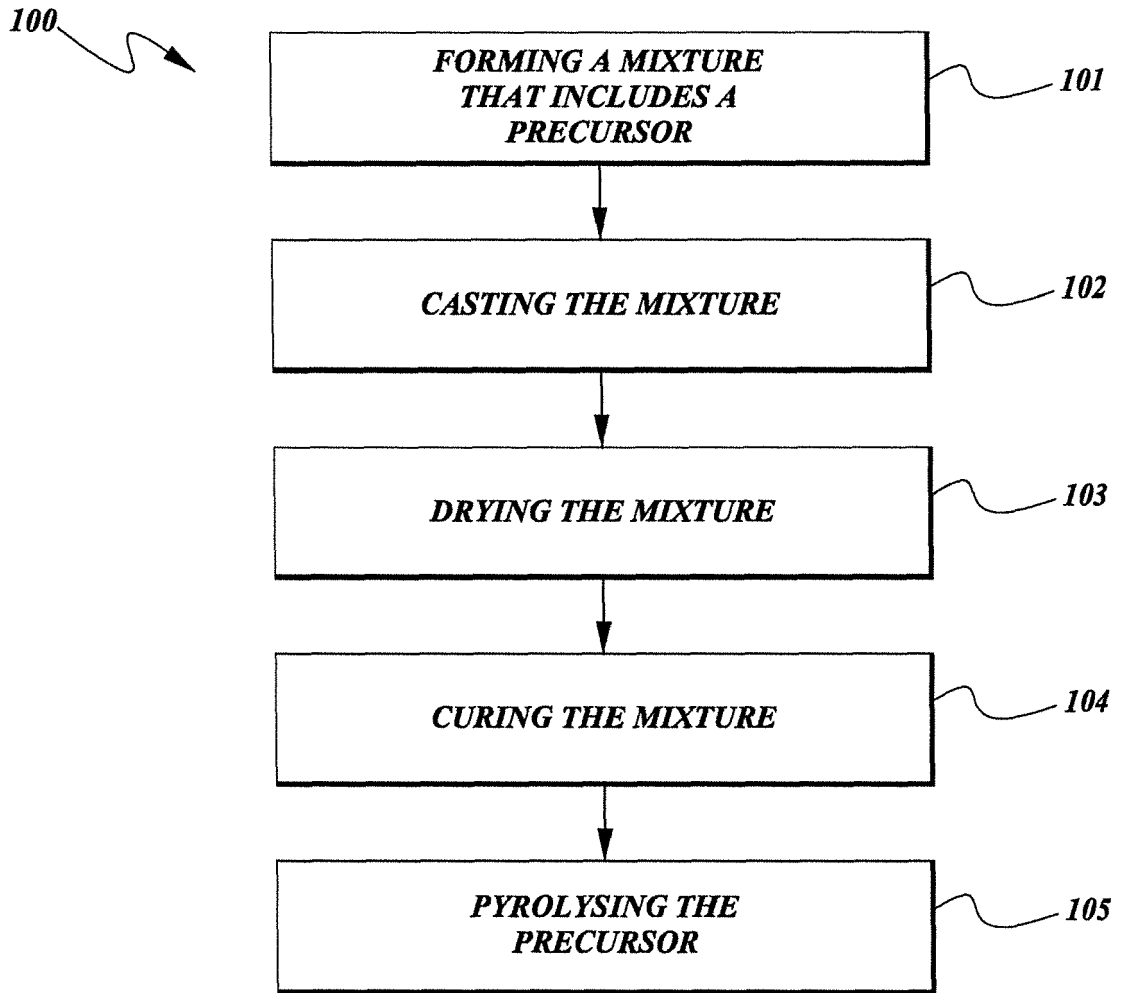 100
FORMING A MIXTURE
THAT INCLUDES A
PRECURSOR
101
CASTING THE MIXTURE
102
DRYING THE MIXTURE
103
CURING THE MIXTURE
104
PYROLYSING THE
PRECURSOR
105